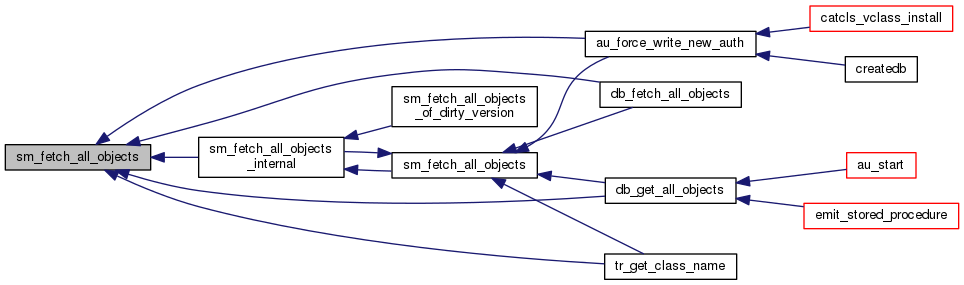 catcls_vclass_install
au_force_write_new_auth
createdb
db_fetch_all_objects
sm_fetch_all_objects
_of_dirty_version
sm_fetch_all_objects
sm_fetch_all_objects
_internal
sm_fetch_all_objects
au_start
db_get_all_objects
emit_stored_procedure
tr_get_class_name